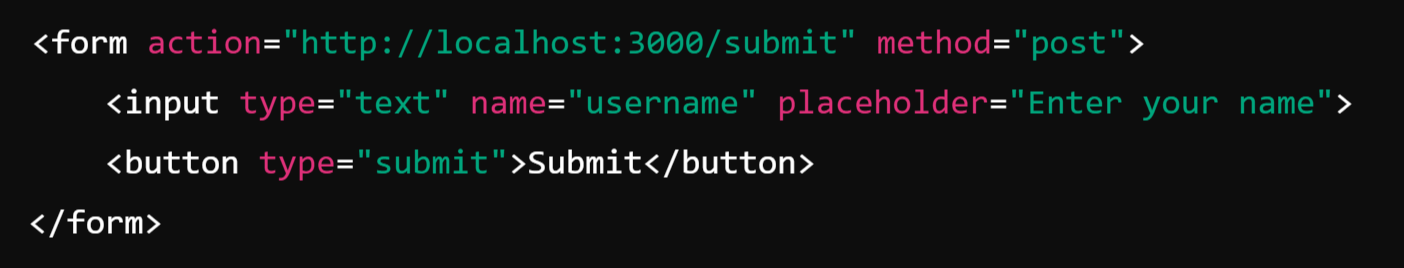 <form action="http://localhost:3000/submit" method="post">
<input type="text" name="username" placeholder="Enter your name">
<button type="submit">Submit</button>
</form>